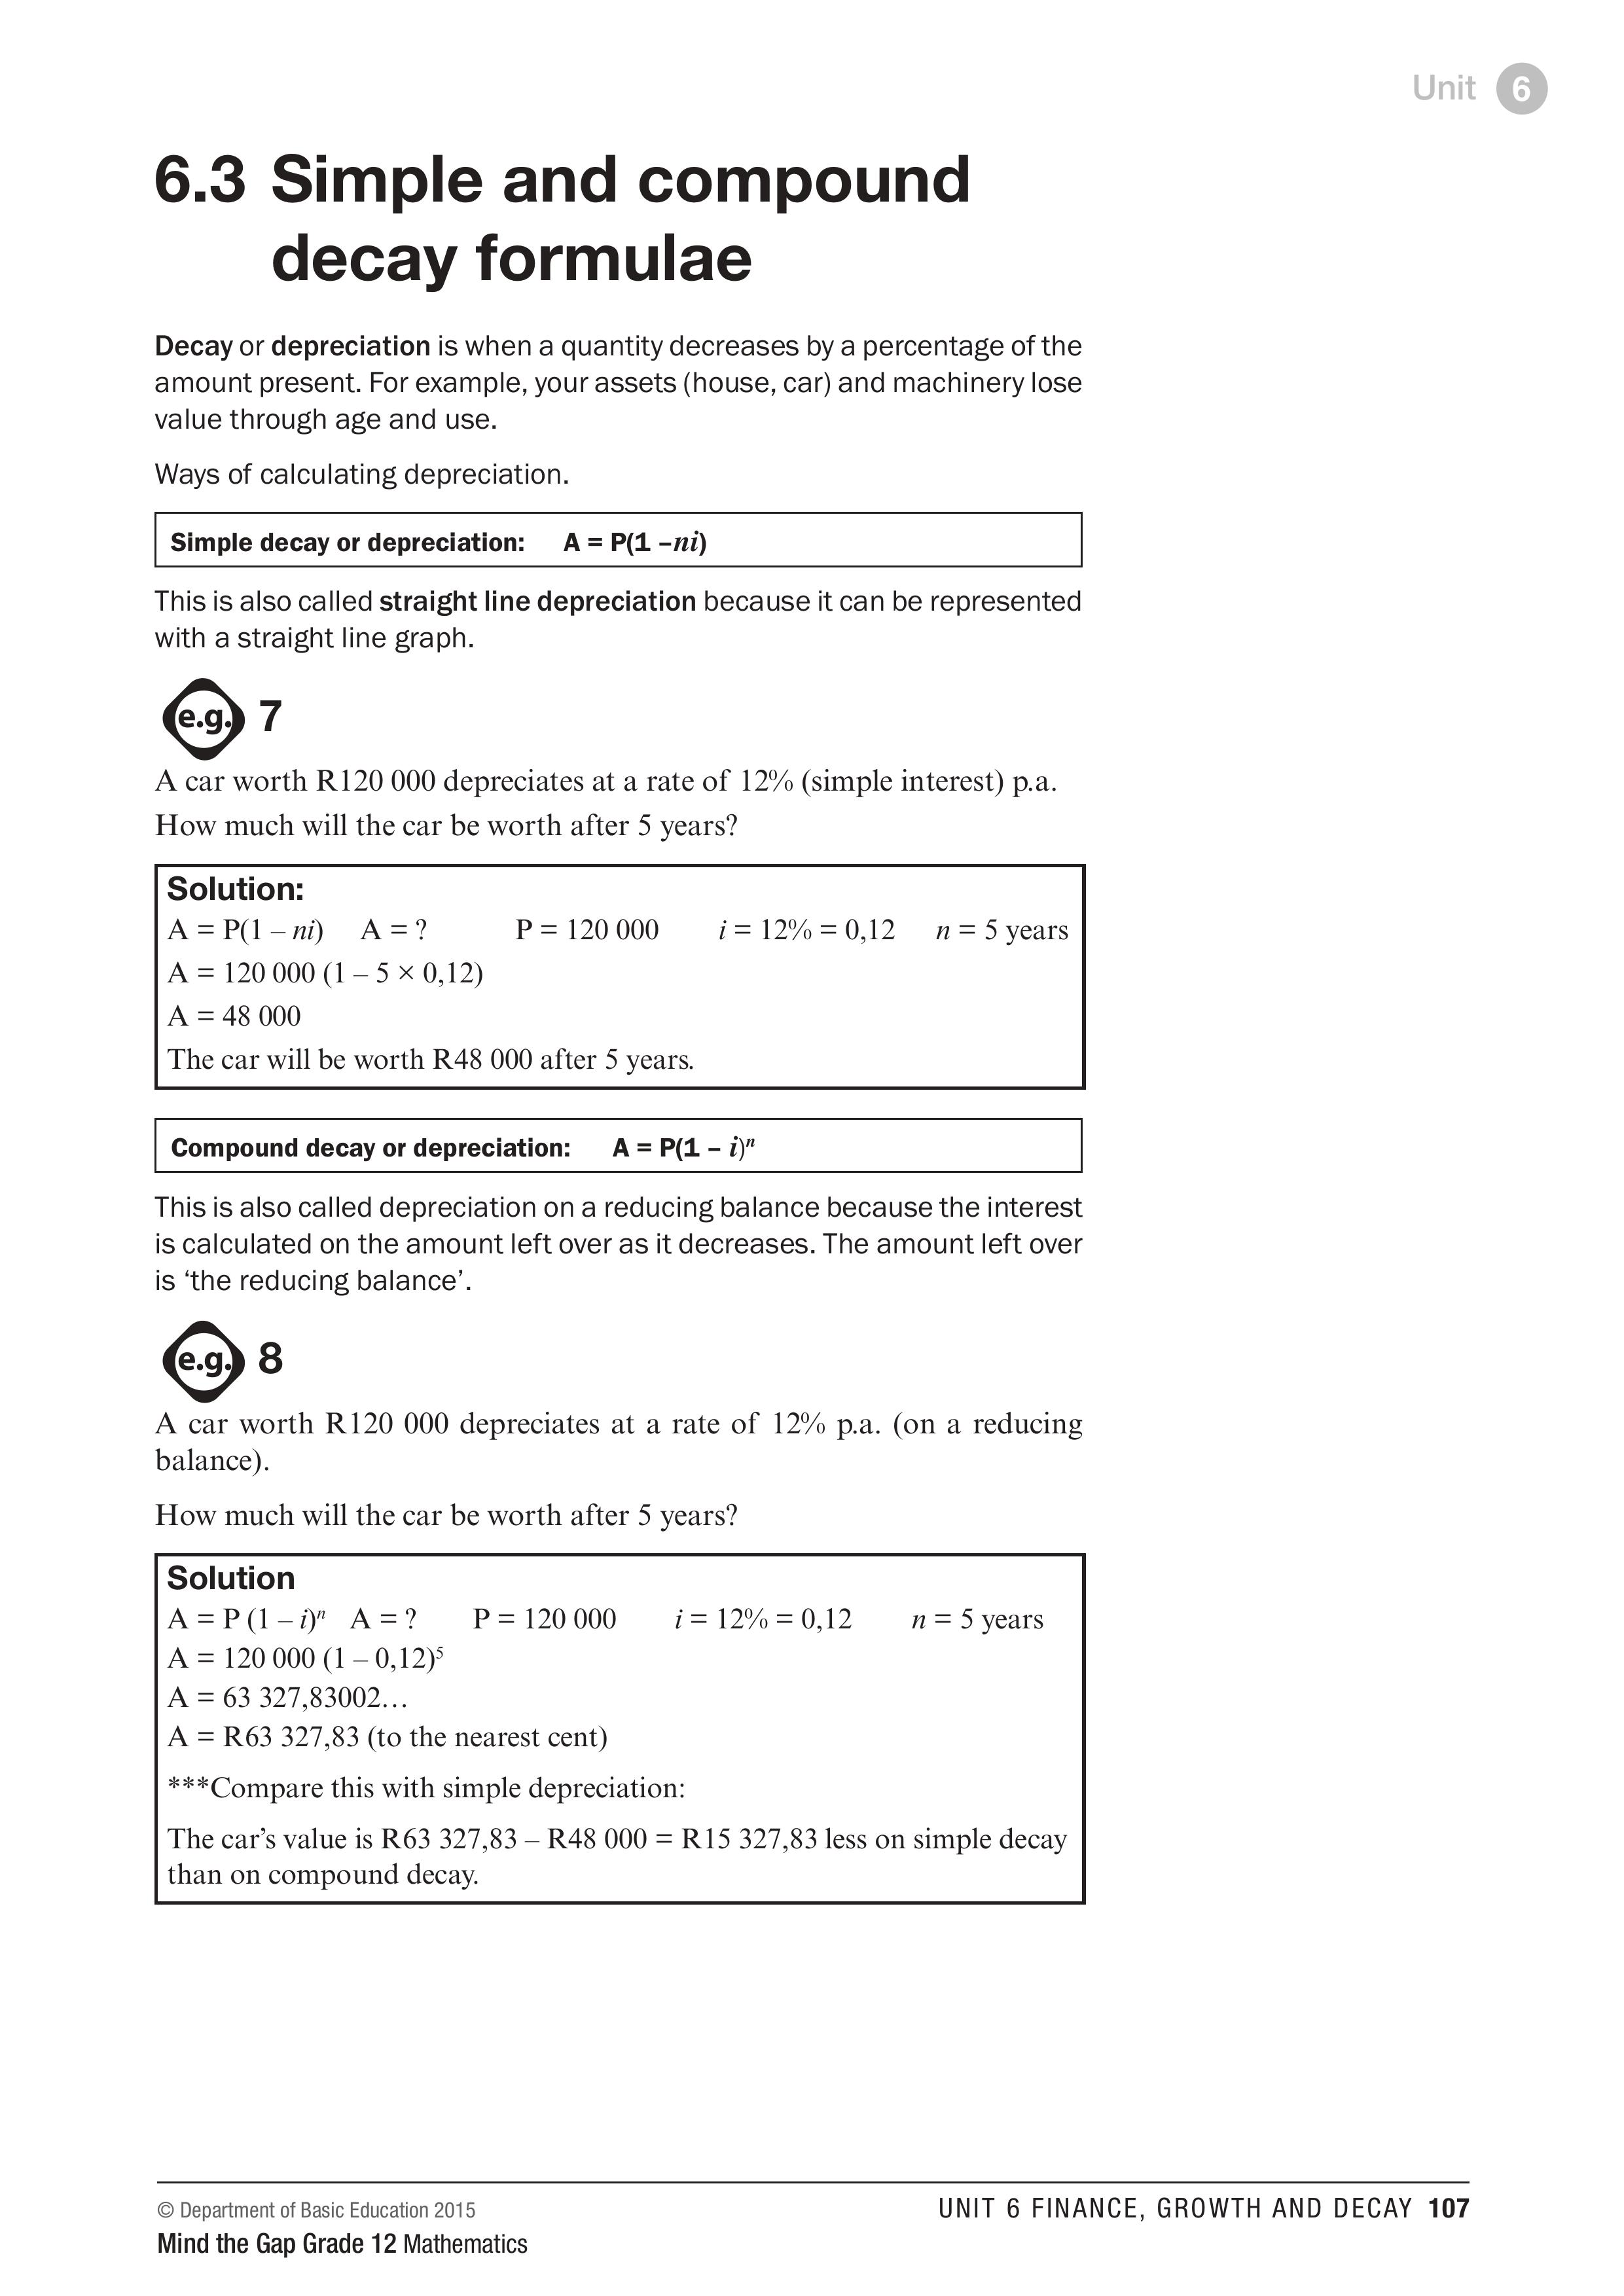 Unit 6
6.3 Simple and compound
decay formulae
Decay or depreciation is when a quantity decreases by a percentage of the
amount present. For example, your assets (house, car) and machinery lose
value through age and use.
Ways of calculating depreciation.
Simple decay or depreciation: A = P(1 –ni)
This is also called straight line depreciation because it can be represented
with a straight line graph.
e.g. 7
A car worth R120 000 depreciates at a rate of 12% (simple interest) p.a.
How much will the car be worth after 5 years?
Solution:
A = P(1 – ni) A = ? P = 120 000 i = 12% = 0,12 n = 5 years
A = 120 000 (1 – 5 × 0,12)
A = 48 000
The car will be worth R48 000 after 5 years.
Compound decay or depreciation: A = P(1 – i)ⁿ
This is also called depreciation on a reducing balance because the interest
is calculated on the amount left over as it decreases. The amount left over
is ‘the reducing balance’.
e.g. 8
A car worth R120 000 depreciates at a rate of 12% p.a. (on a reducing
balance).
How much will the car be worth after 5 years?
Solution
A = P (1 – i)ⁿ A = ? P = 120 000 i = 12% = 0,12 n = 5 years
A = 120 000 (1 – 0,12)⁵
A = 63 327,83002…
A = R63 327,83 (to the nearest cent)
***Compare this with simple depreciation:
The car’s value is R63 327,83 – R48 000 = R15 327,83 less on simple decay
than on compound decay.
© Department of Basic Education 2015
UNIT 6 FINANCE, GROWTH AND DECAY 107
Mind the Gap Grade 12 Mathematics